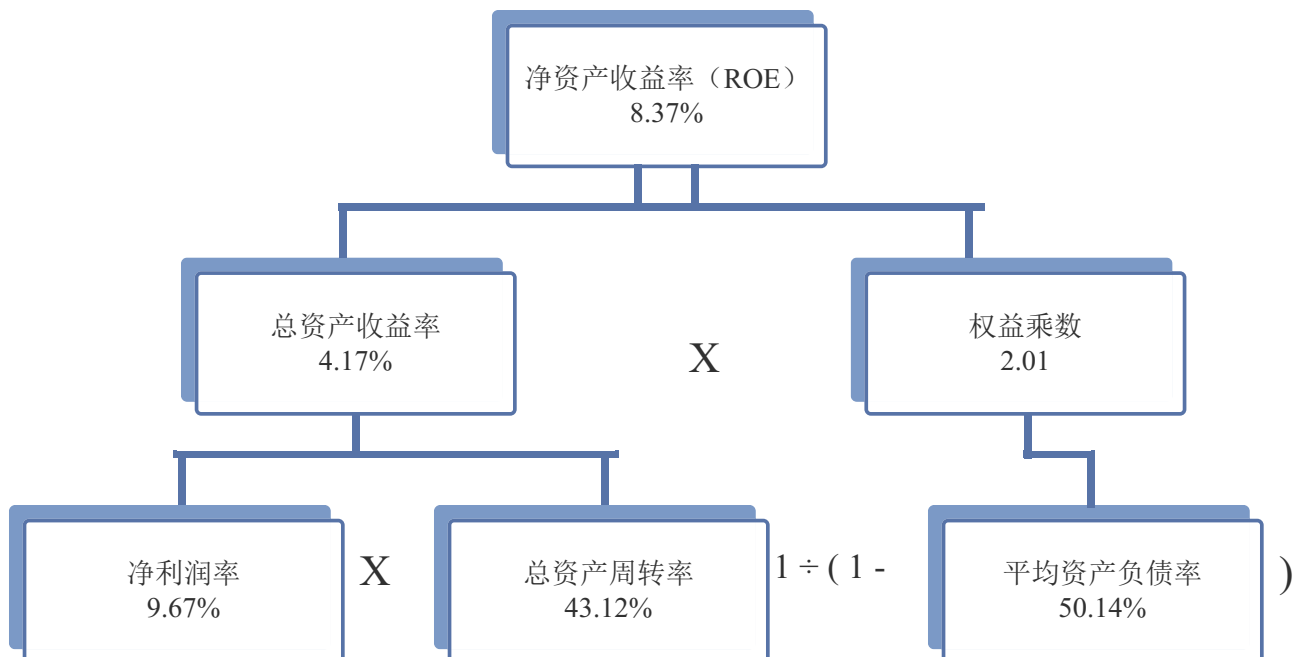 净资产收益率（ROE）
8.37%
总资产收益率
4.17%
X
权益乘数
2.01
净利润率
9.67%
X
总资产周转率
43.12%
1 ÷ ( 1 -
平均资产负债率
50.14%
)